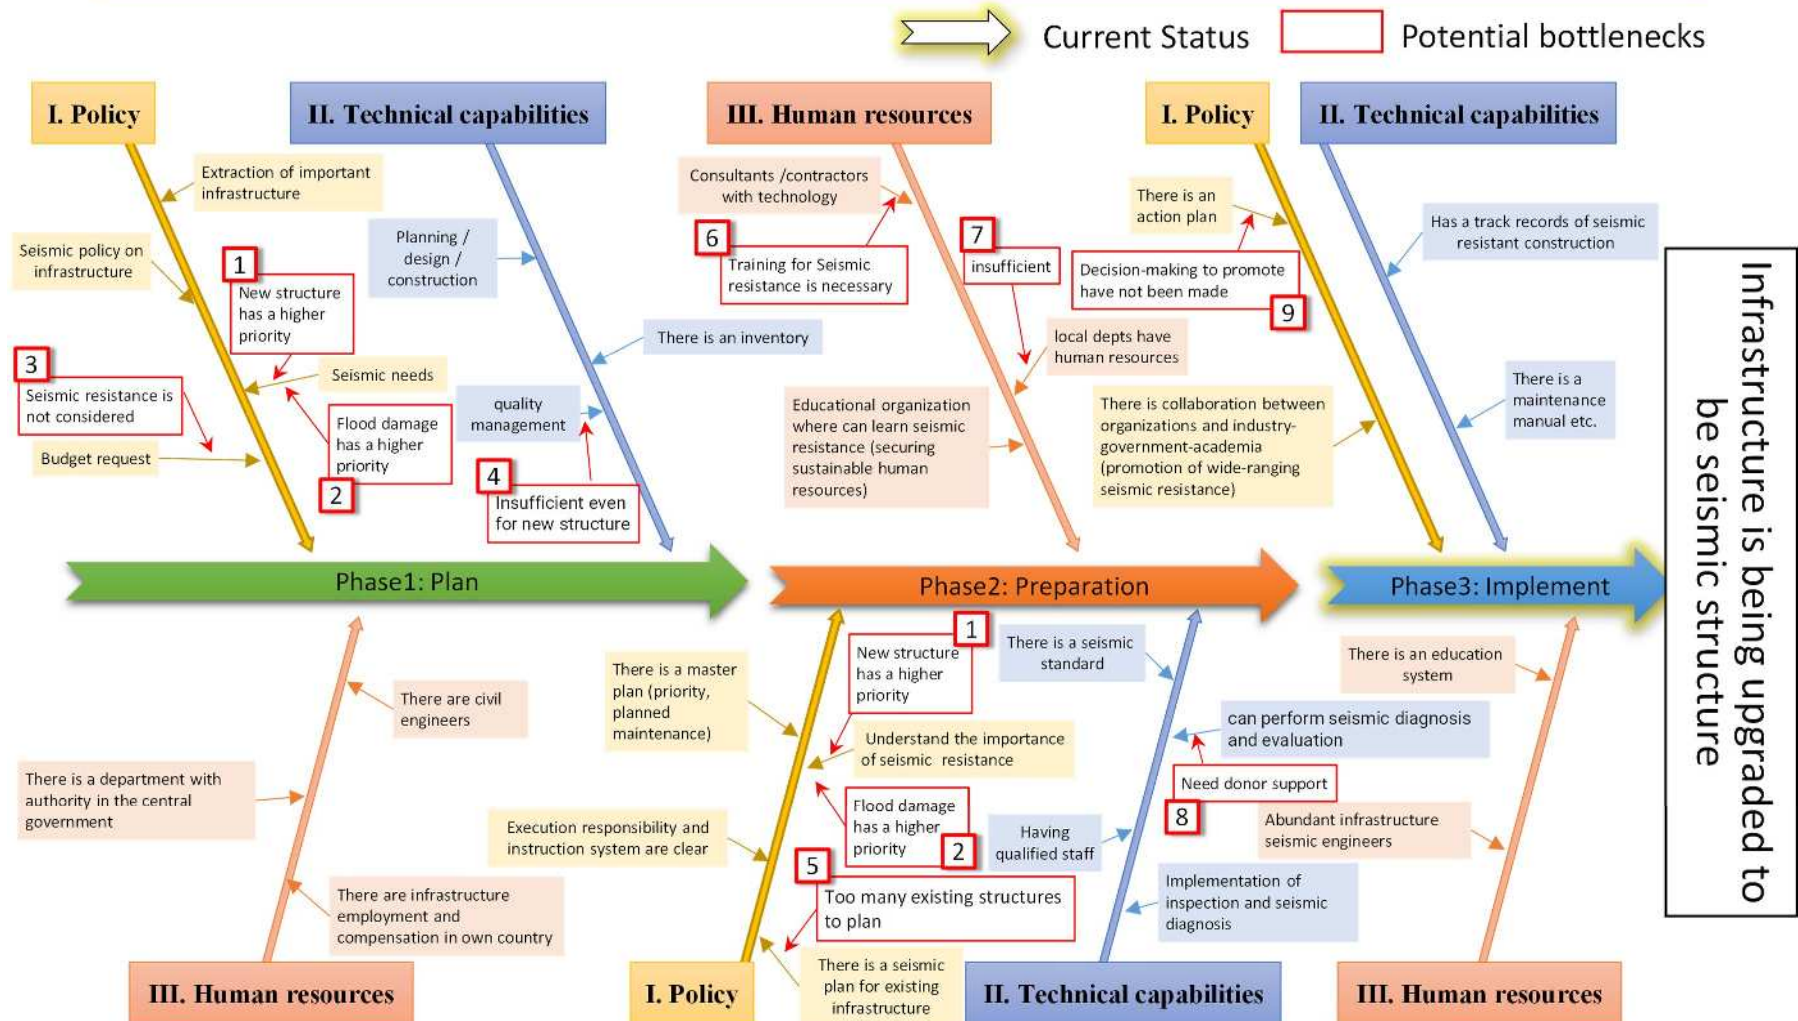 Current Status
Potential bottlenecks
I. Policy
II. Technical capabilities
III. Human resources
I. Policy
II. Technical capabilities
Extraction of important
infrastructure
Seismic policy on
infrastructure
1
New structure
has a higher
priority
3
Seismic resistance is
not considered
Seismic needs
Budget request
Flood damage
has a higher
priority
2
Planning /
design /
construction
There is an inventory
quality
management
4
Insufficient even
for new structure
Consultants /contractors
with technology
6
Training for Seismic
resistance is necessary
7
insufficient
local depts have
human resources
Educational organization
where can learn seismic
resistance (securing
sustainable human
resources)
There is an
action plan
Decision-making to promote
have not been made
9
There is collaboration between
organizations and industry-
government-academia
(promotion of wide-ranging
seismic resistance)
Has a track records of seismic
resistant construction
There is a
maintenance
manual etc.
Phase1: Plan
Phase2: Preparation
Phase3: Implement
Infrastructure is being upgraded to
be seismic structure
There are civil
engineers
There is a department with
authority in the central
government
There are infrastructure
employment and
compensation in own country
III. Human resources
There is a master
plan (priority,
planned
maintenance)
1
New structure
has a higher
priority
Understand the importance
of seismic resistance
Flood damage
has a higher
priority
2
Execution responsibility and
instruction system are clear
5
Too many existing structures
to plan
There is a seismic
plan for existing
infrastructure
I. Policy
There is a seismic
standard
can perform seismic diagnosis
and evaluation
Need donor support
8
Having
qualified staff
Implementation of
inspection and seismic
diagnosis
II. Technical capabilities
There is an education
system
Abundant infrastructure
seismic engineers
III. Human resources